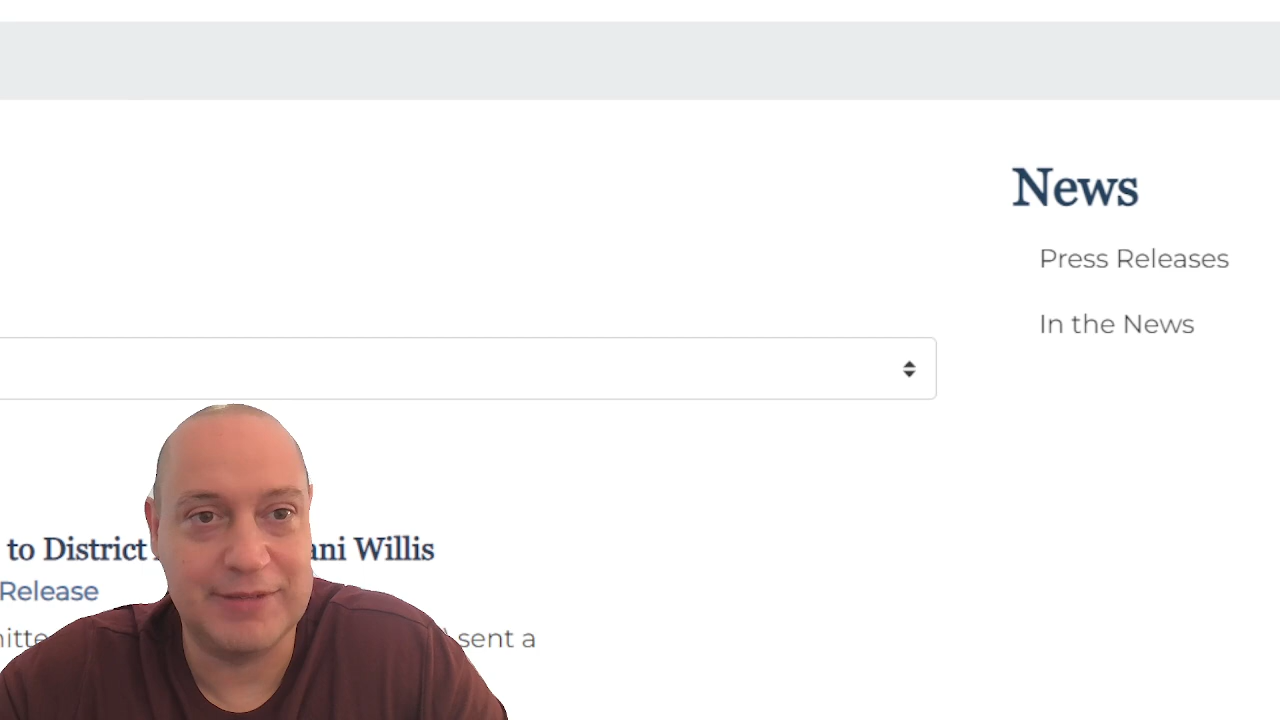 News
Press Releases
In the News
to District ani Willis
Release
sent a